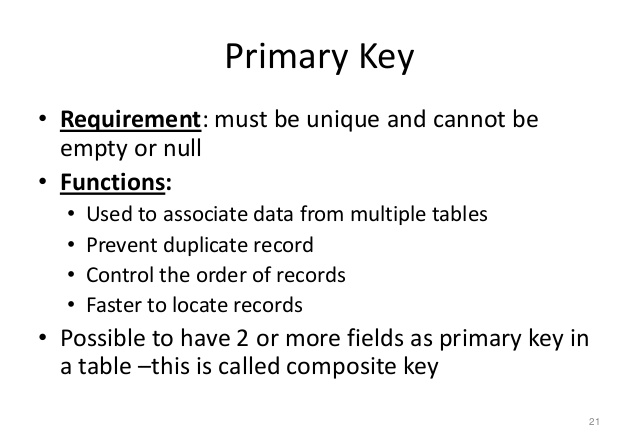 Primary Key
• Requirement: must be unique and cannot be
empty or null
• Functions:
• Used to associate data from multiple tables
• Prevent duplicate record
• Control the order of records
• Faster to locate records
• Possible to have 2 or more fields as primary key in
a table –this is called composite key
21